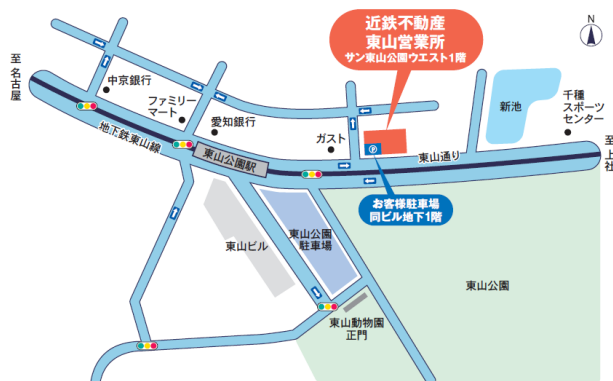 近鉄不動産
東山営業所
サン東山公園ウエスト1階
N
至 名古屋
中京銀行
ファミリー
マート
愛知銀行
ガスト
新池
千種
スポーツ
センター
至 上社
地下鉄東山線
東山公園駅
東山通り
P
お客様駐車場
同ビル地下1階
東山ビル
東山公園
駐車場
東山公園
東山動物園
正門